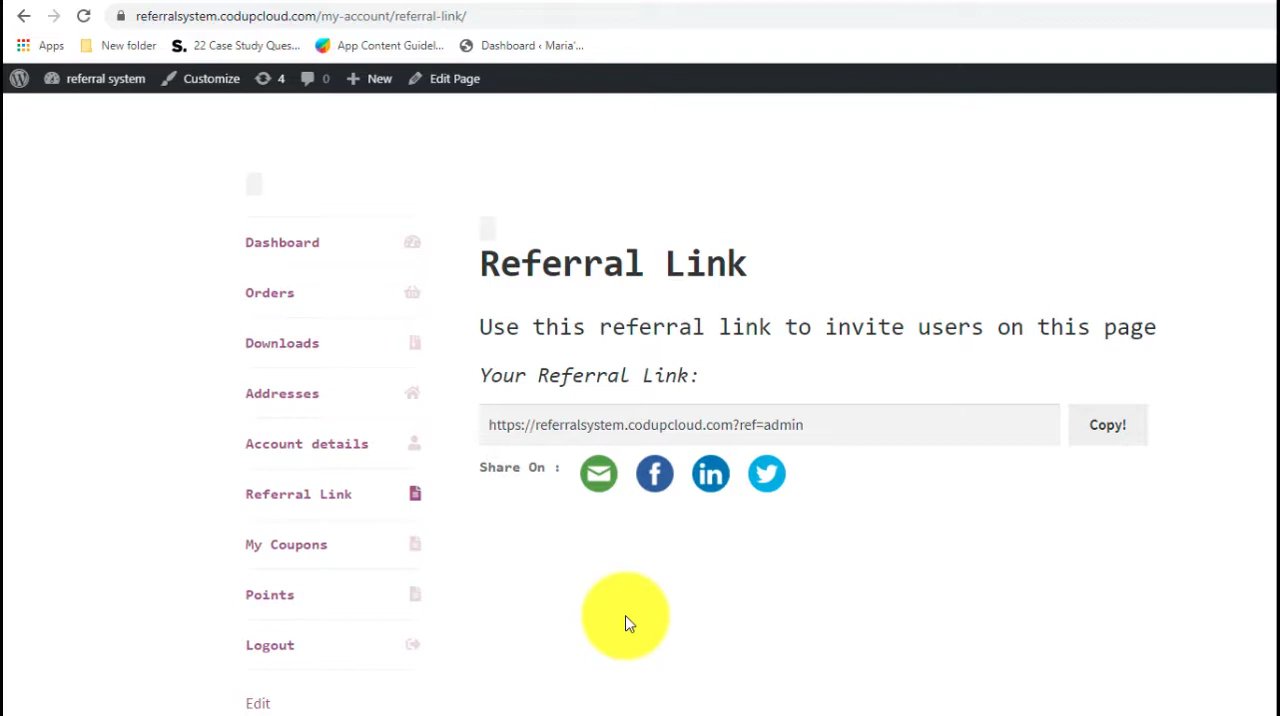 referralsystem.codupcloud.com/my-account/referral-link/
Apps New folder S. 22 Case Study Ques... App Content Guidel... Dashboard ‹ Maria'...
referral system Customize 4 0 New Edit Page
Dashboard
Orders
Downloads
Addresses
Account details
Referral Link
My Coupons
Points
Logout
Edit
Referral Link
Use this referral link to invite users on this page
Your Referral Link:
https://referralsystem.codupcloud.com?ref=admin Copy!
Share On :